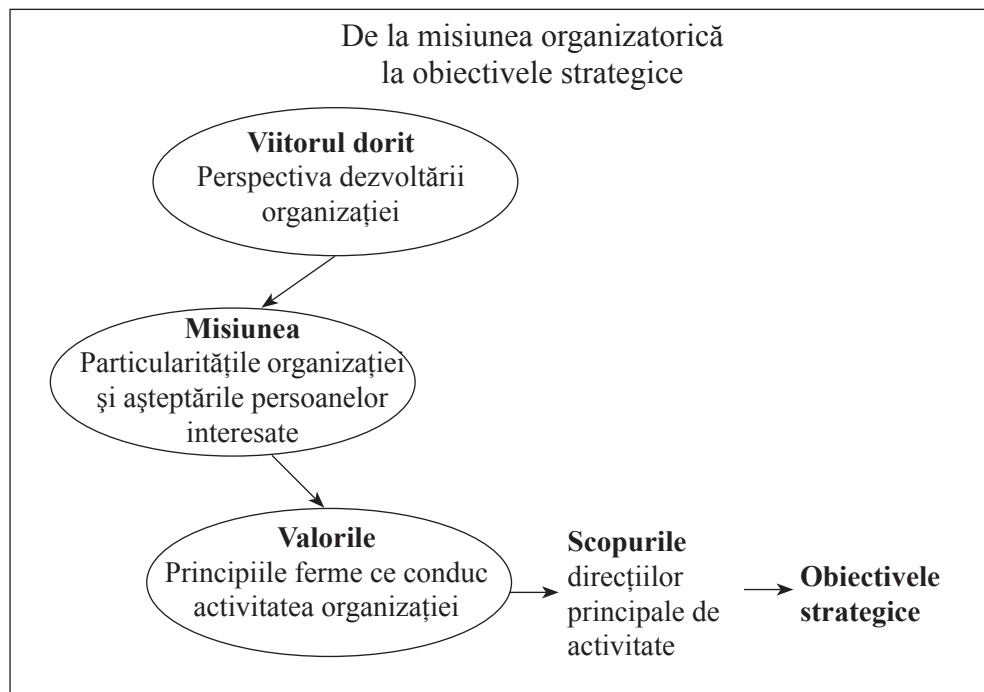 De la misiunea organizatorică
la obiectivele strategice
Viitorul dorit
Perspectiva dezvoltării
organizației
Misiunea
Particularitățile organizației
şi aşteptările persoanelor
interesate
Valorile
Principiile ferme ce conduc
activitatea organizației
Scopurile
direcțiilor
principale de
activitate
Obiectivele
strategice